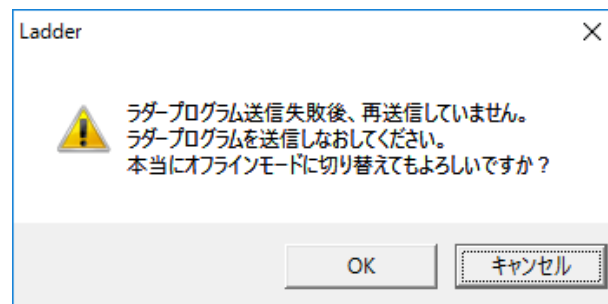 Ladder
ラダープログラム送信失敗後、再送信していません。
ラダープログラムを送信しなおしてください。
本当にオフラインモードに切り替えてもよろしいですか？
OK
キャンセル